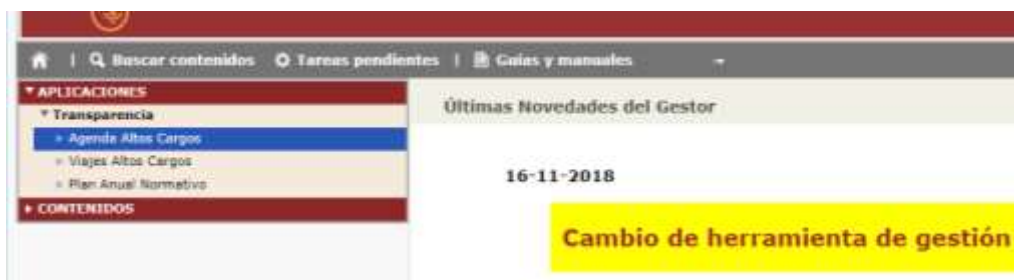 Buscar contenidos Tareas pendientes | Guías y manuales
APLICACIONES
Transparencia
Agenda Altos Cargos
Viajes Altos Cargos
Plan Anual Normativo
CONTENIDOS
Últimas Novedades del Gestor
16-11-2018
Cambio de herramienta de gestión